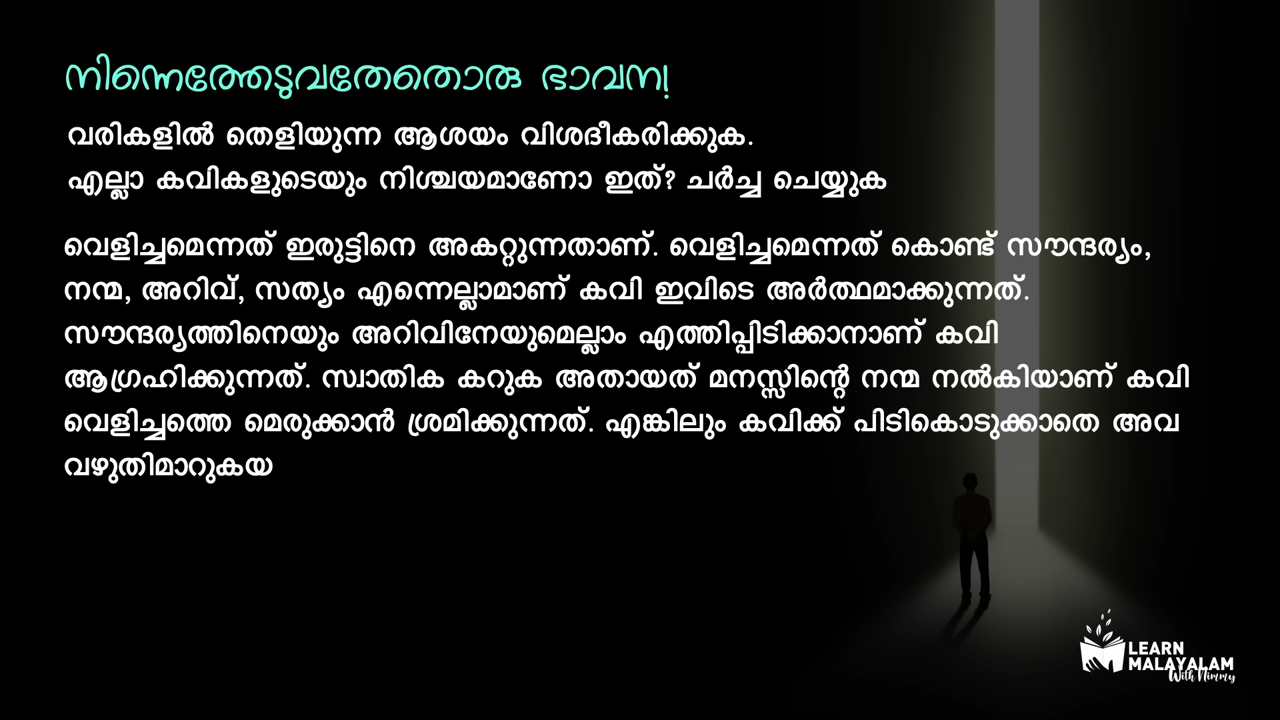 നിന്നെത്തേടുവതേതൊരു ഭാവന!
വരികളിൽ തെളിയുന്ന ആശയം വിശദീകരിക്കുക.
എല്ലാ കവികളുടെയും നിശ്ചയമാണോ ഇത്? ചർച്ച ചെയ്യുക
വെളിച്ചമെന്നത് ഇരുട്ടിനെ അകറ്റുന്നതാണ്. വെളിച്ചമെന്നത് കൊണ്ട് സൗന്ദര്യം,
നന്മ, അറിവ്, സത്യം എന്നെല്ലാമാണ് കവി ഇവിടെ അർത്ഥമാക്കുന്നത്.
സൗന്ദര്യത്തിനെയും അറിവിനേയുമെല്ലാം എത്തിപ്പിടിക്കാനാണ് കവി
ആഗ്രഹിക്കുന്നത്. സ്വാതിക കറുക അതായത് മനസ്സിന്റെ നന്മ നൽകിയാണ് കവി
വെളിച്ചത്തെ മെരുക്കാൻ ശ്രമിക്കുന്നത്. എങ്കിലും കവിക്ക് പിടികൊടുക്കാതെ അവ
വഴുതിമാറുകയ
LEARN
MALAYALAM
With Nimmy